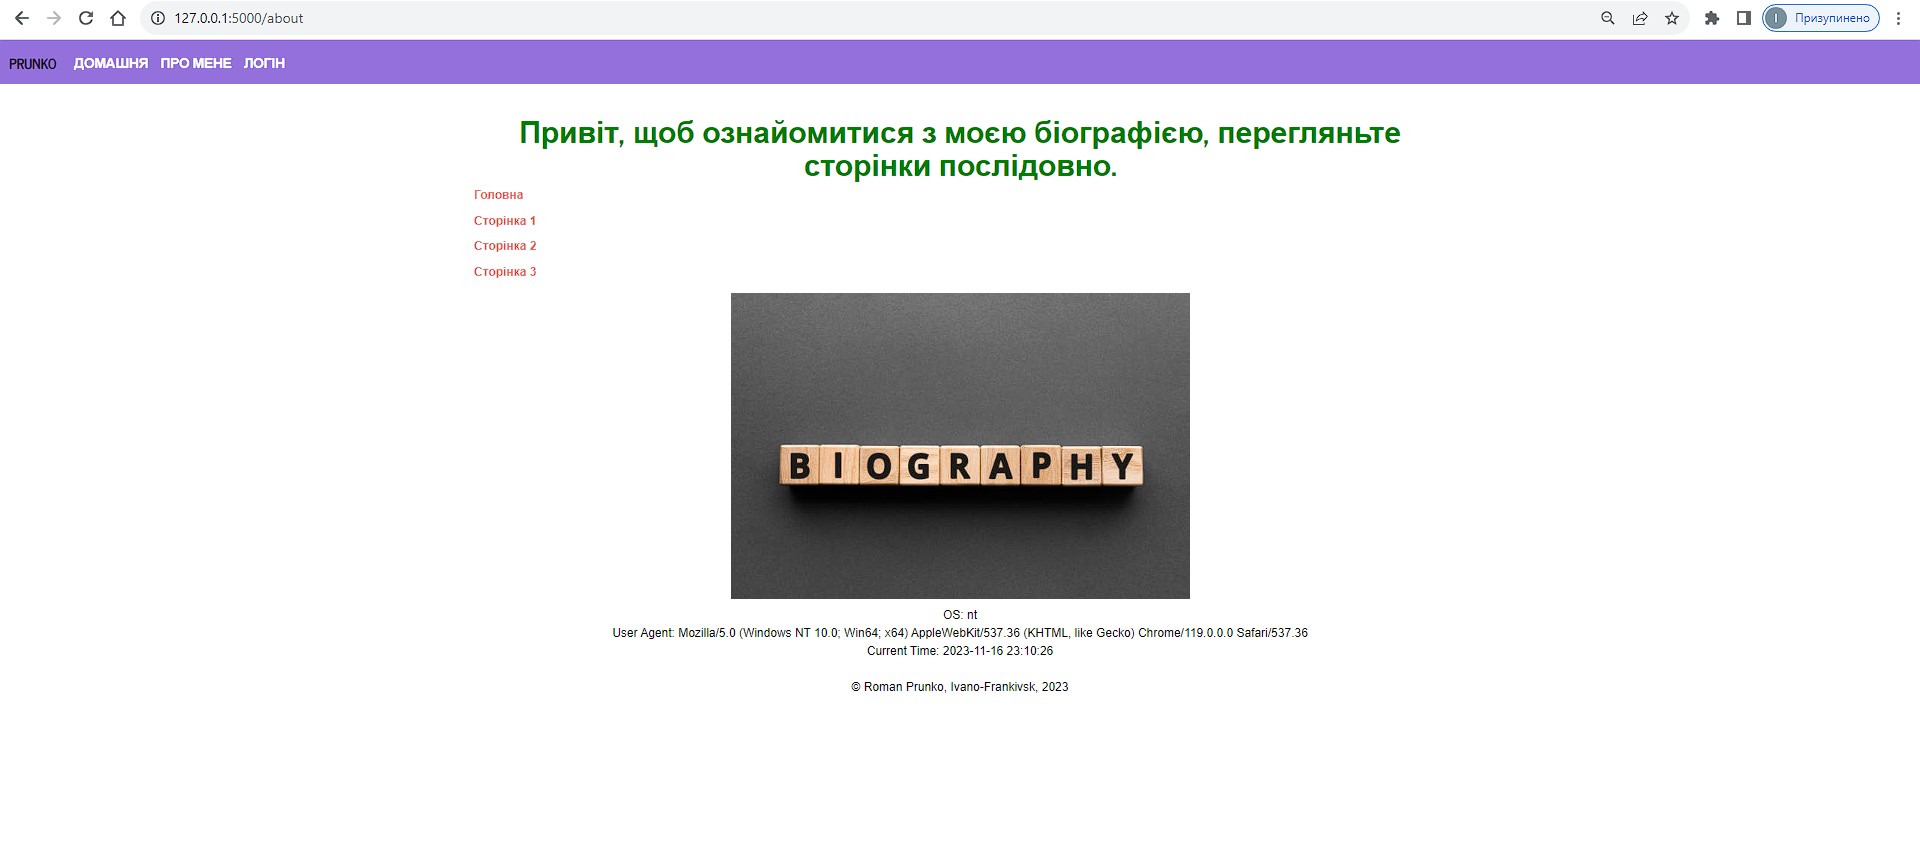 127.0.0.1:5000/about
I Призупинено
PRUNKO ДОМАШНЯ ПРО МЕНЕ ЛОГІН
Привіт, щоб ознайомитися з моєю біографією, перегляньте
сторінки послідовно.
Головна
Сторінка 1
Сторінка 2
Сторінка 3
BIOGRAPHY
OS: nt
User Agent: Mozilla/5.0 (Windows NT 10.0; Win64; x64) AppleWebKit/537.36 (KHTML, like Gecko) Chrome/119.0.0.0 Safari/537.36
Current Time: 2023-11-16 23:10:26
© Roman Prunko, Ivano-Frankivsk, 2023